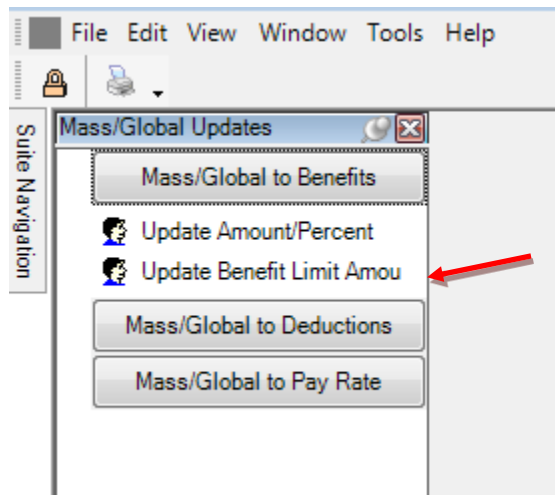 File Edit View Window Tools Help
Suite Navigation
Mass/Global Updates
Mass/Global to Benefits
Update Amount/Percent
Update Benefit Limit Amou
Mass/Global to Deductions
Mass/Global to Pay Rate